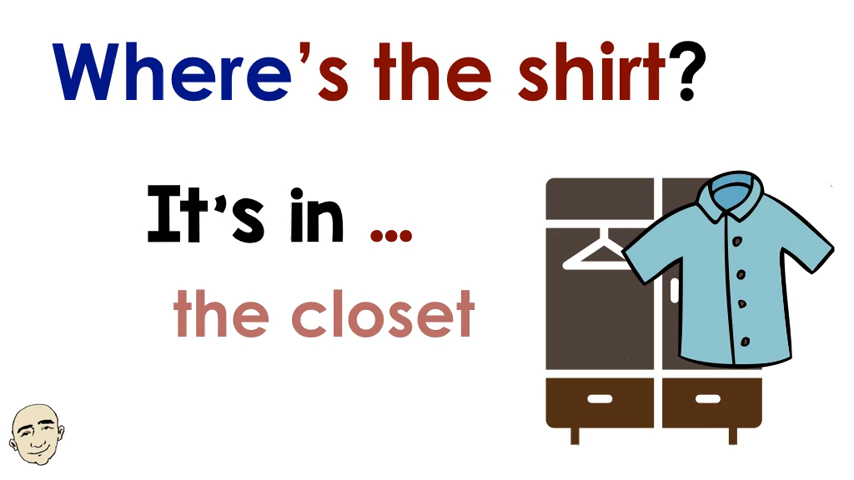 Where's the shirt?
It's in ...
the closet